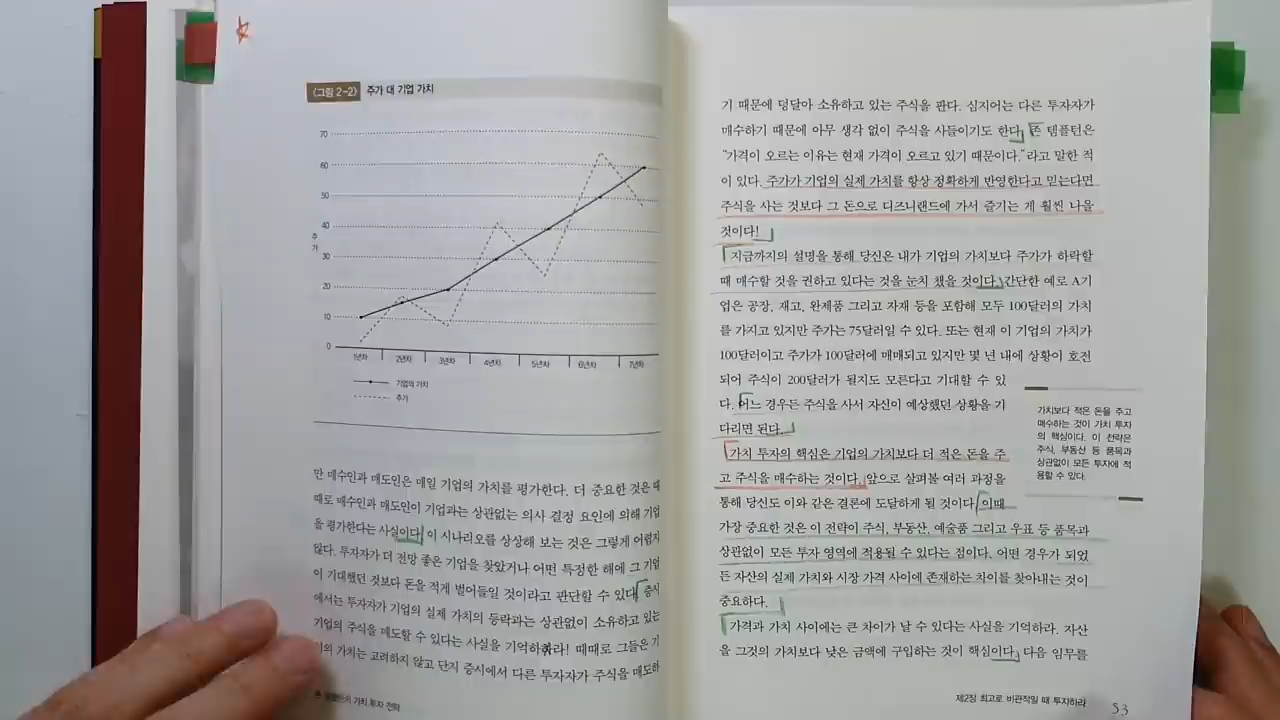 〈그림 2-2〉 주가 대 기업 가치
70
60
50
40
주
가
30
20
10
0
1년차 2년차 3년차 4년차 5년차 6년차 7년차
기업의 가치
주가
만 매수인과 매도인은 매일 기업의 가치를 평가한다. 더 중요한 것은 때
때로 매수인과 매도인이 기업과는 상관없는 의사 결정 요인에 의해 기업
을 평가한다는 사실이다. 이 시나리오를 상상해 보는 것은 그렇게 어렵지
않다. 투자자가 더 전망 좋은 기업을 찾았거나 어떤 특정한 해에 그 기업
이 기대했던 것보다 돈을 적게 벌어들일 것이라고 판단할 수 있다. 증시
에서는 투자자가 기업의 실제 가치의 등락과는 상관없이 소유하고 있는
기업의 주식을 매도할 수 있다는 사실을 기억하라! 때때로 그들은 기
의 가치는 고려하지 않고 단지 증시에서 다른 투자자가 주식을 매도하
가치 투자 전략
기 때문에 덩달아 소유하고 있는 주식을 판다. 심지어는 다른 투자자가
매수하기 때문에 아무 생각 없이 주식을 사들이기도 한다. 존 템플턴은
“가격이 오르는 이유는 현재 가격이 오르고 있기 때문이다.”라고 말한 적
이 있다. 주가가 기업의 실제 가치를 항상 정확하게 반영한다고 믿는다면
주식을 사는 것보다 그 돈으로 디즈니랜드에 가서 즐기는 게 훨씬 나을
것이다!
지금까지의 설명을 통해 당신은 내가 기업의 가치보다 주가가 하락할
때 매수할 것을 권하고 있다는 것을 눈치 챘을 것이다. 간단한 예로 A기
업은 공장, 재고, 완제품 그리고 자재 등을 포함해 모두 100달러의 가치
를 가지고 있지만 주가는 75달러일 수 있다. 또는 현재 이 기업의 가치가
100달러이고 주가가 100달러에 매매되고 있지만 몇 년 내에 상황이 호전
되어 주식이 200달러가 될지도 모른다고 기대할 수 있
다. 어느 경우든 주식을 사서 자신이 예상했던 상황을 기
다리면 된다.
가치 투자의 핵심은 기업의 가치보다 더 적은 돈을 주
고 주식을 매수하는 것이다. 앞으로 살펴볼 여러 과정을
통해 당신도 이와 같은 결론에 도달하게 될 것이다. 이때
가장 중요한 것은 이 전략이 주식, 부동산, 예술품 그리고 우표 등 품목과
상관없이 모든 투자 영역에 적용될 수 있다는 점이다. 어떤 경우가 되었
든 자산의 실제 가치와 시장 가격 사이에 존재하는 차이를 찾아내는 것이
중요하다.
가격과 가치 사이에는 큰 차이가 날 수 있다는 사실을 기억하라. 자산
을 그것의 가치보다 낮은 금액에 구입하는 것이 핵심이다. 다음 임무를
가치보다 적은 돈을 주고
매수하는 것이 가치 투자
의 핵심이다. 이 전략은
주식, 부동산 등 품목과
상관없이 모든 투자에 적
용할 수 있다.
제2장 최고로 비관적일 때 투자하라 53